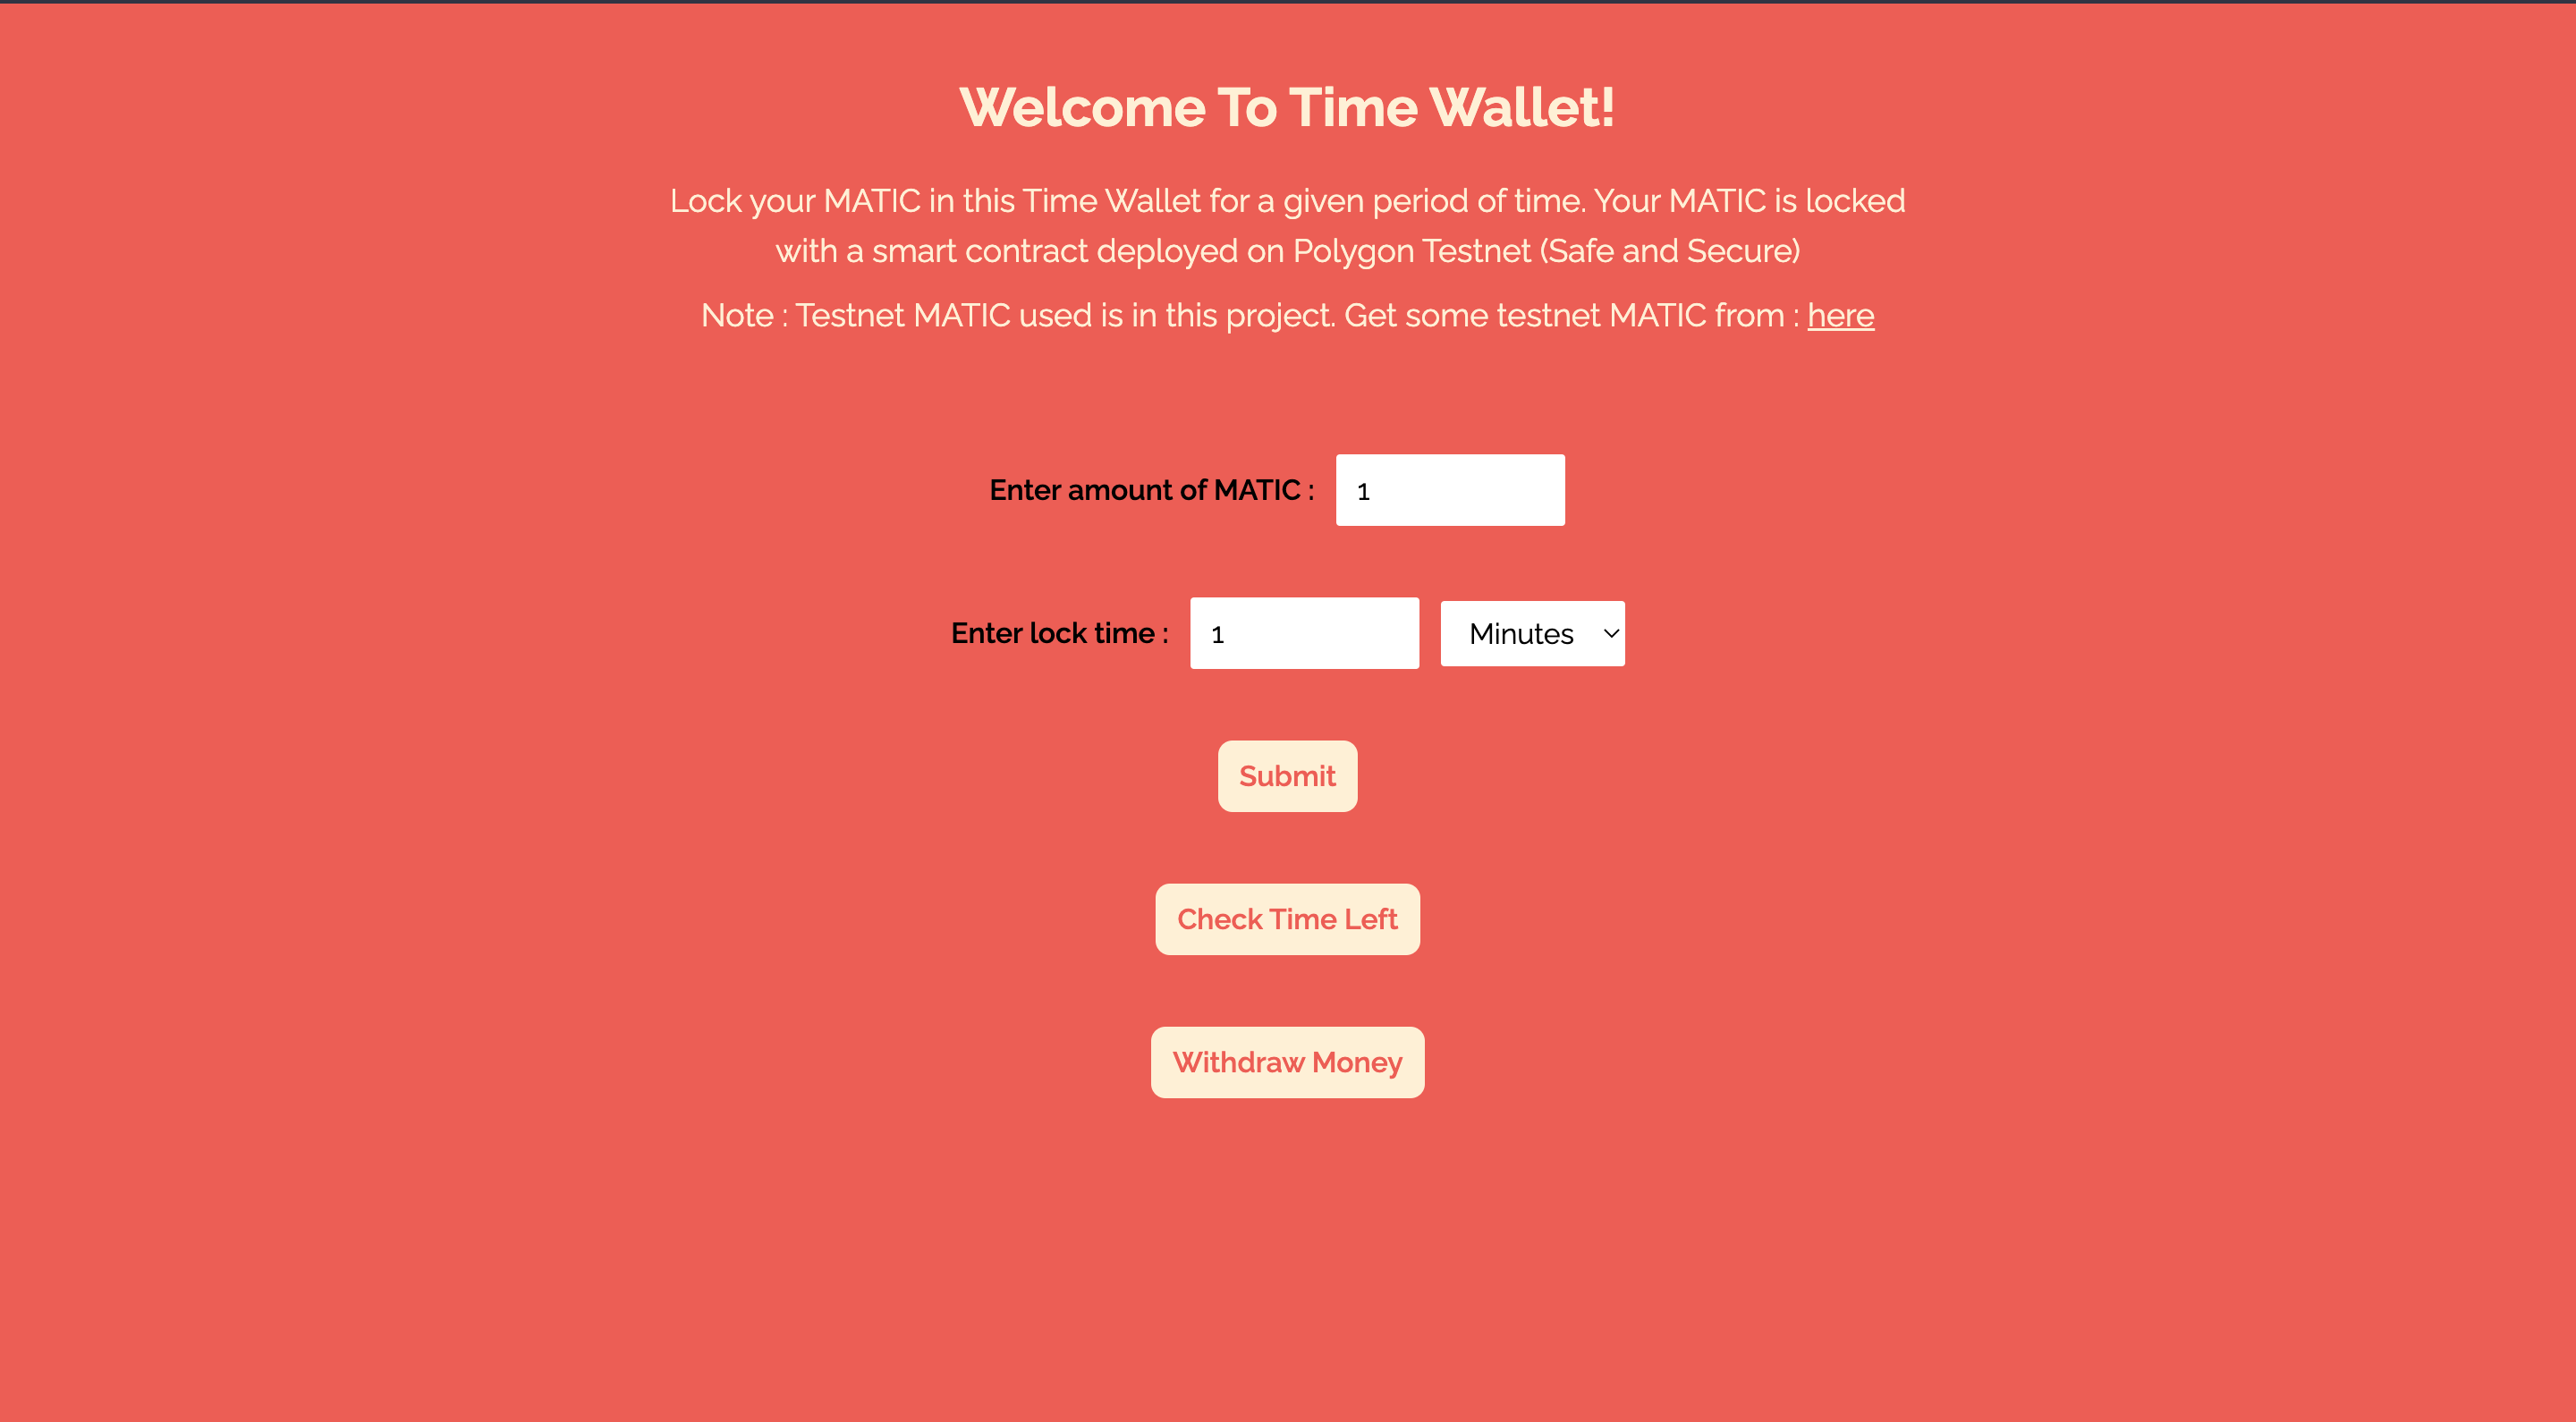 Welcome To Time Wallet!
Lock your MATIC in this Time Wallet for a given period of time. Your MATIC is locked
with a smart contract deployed on Polygon Testnet (Safe and Secure)
Note : Testnet MATIC used is in this project. Get some testnet MATIC from : here
Enter amount of MATIC : 1
Enter lock time : 1 Minutes
Submit
Check Time Left
Withdraw Money